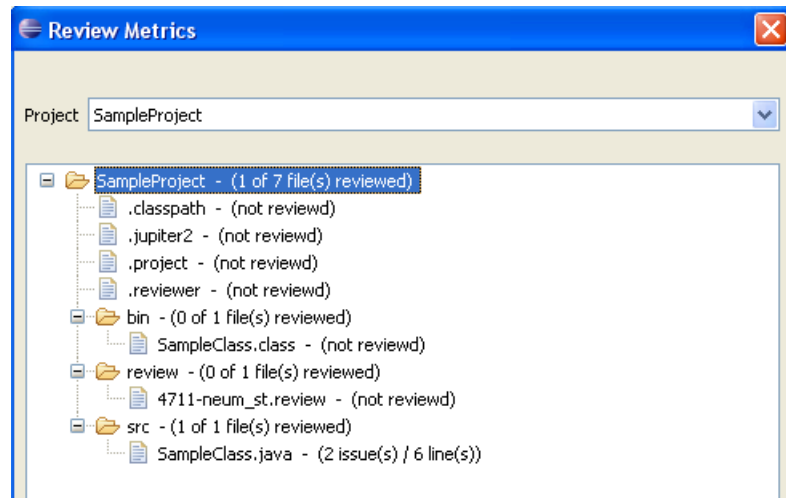 Review Metrics
Project SampleProject
SampleProject - (1 of 7 file(s) reviewed)
.classpath - (not reviewd)
.jupiter2 - (not reviewd)
.project - (not reviewd)
.reviewer - (not reviewd)
bin - (0 of 1 file(s) reviewed)
SampleClass.class - (not reviewd)
review - (0 of 1 file(s) reviewed)
4711-neum_st.review - (not reviewd)
src - (1 of 1 file(s) reviewed)
SampleClass.java - (2 issue(s) / 6 line(s))